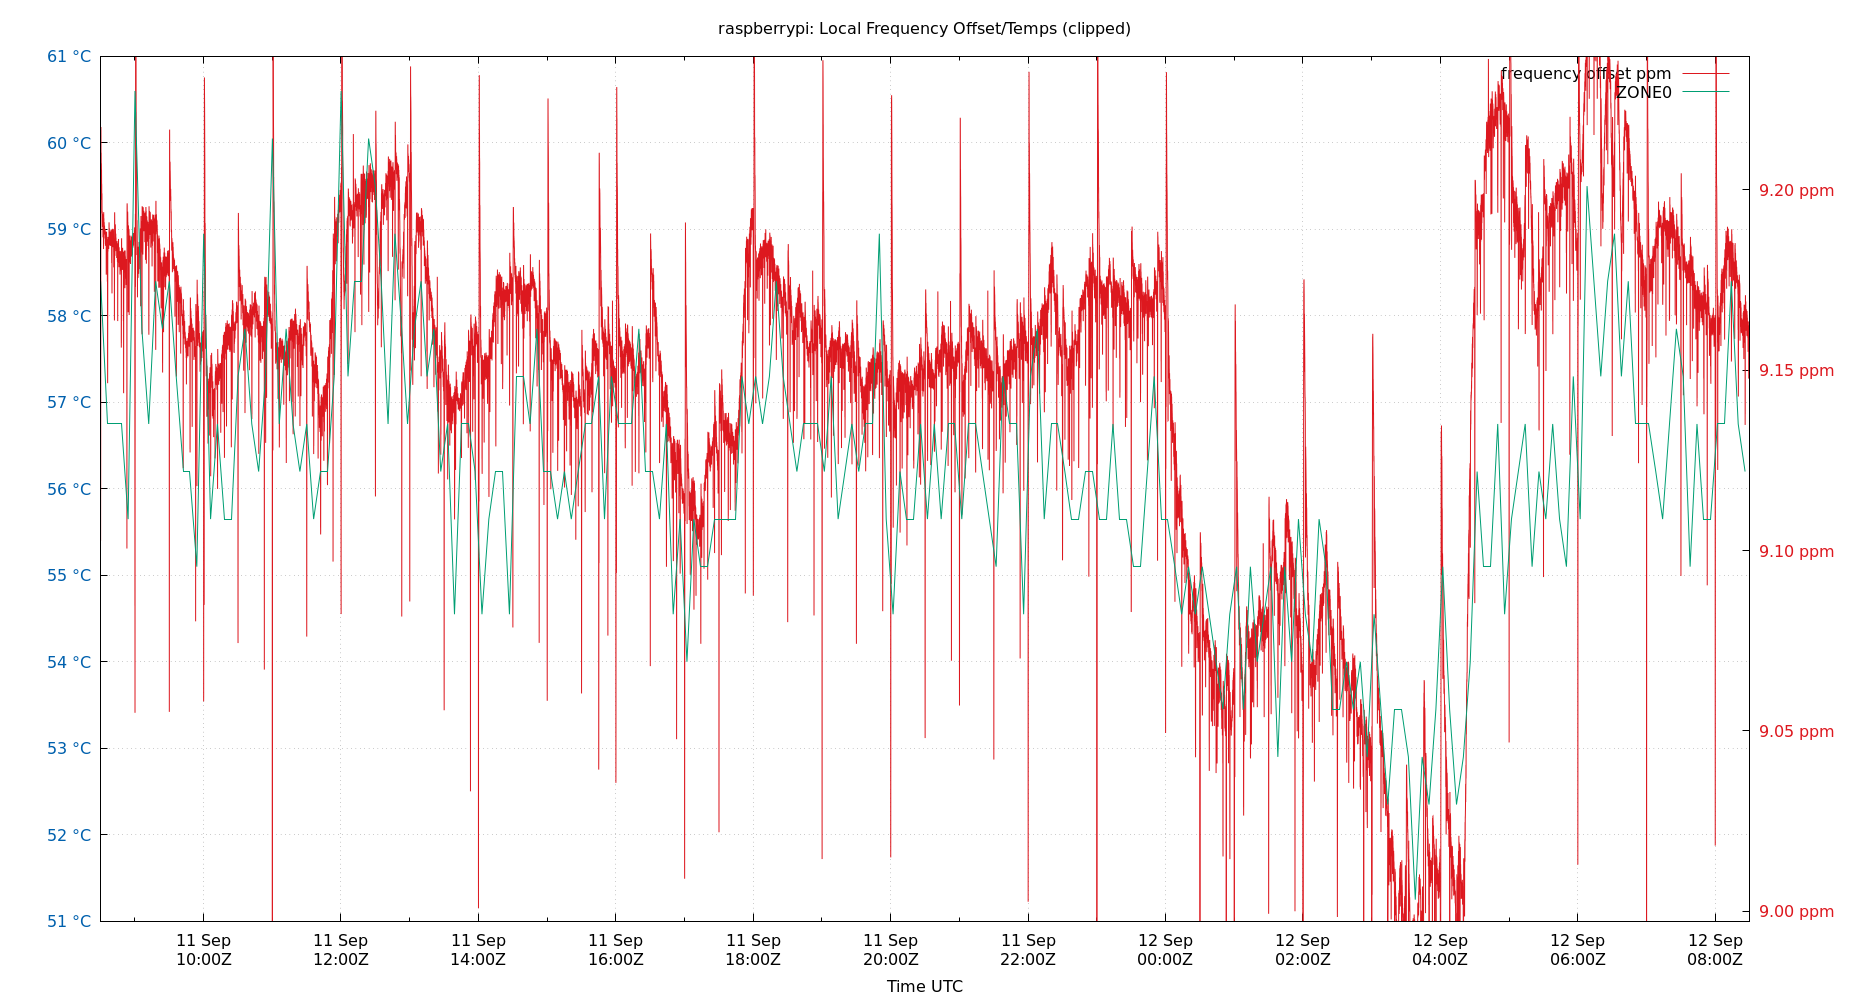 raspberrypi: Local Frequency Offset/Temps (clipped)
61 °C
60 °C
59 °C
58 °C
57 °C
56 °C
55 °C
54 °C
53 °C
52 °C
51 °C
frequency offset ppm
ZONE0
9.20 ppm
9.15 ppm
9.10 ppm
9.05 ppm
9.00 ppm
11 Sep 11 Sep 11 Sep 11 Sep 11 Sep 11 Sep 11 Sep 12 Sep 12 Sep 12 Sep 12 Sep 12 Sep
10:00Z 12:00Z 14:00Z 16:00Z 18:00Z 20:00Z 22:00Z 00:00Z 02:00Z 04:00Z 06:00Z 08:00Z
Time UTC